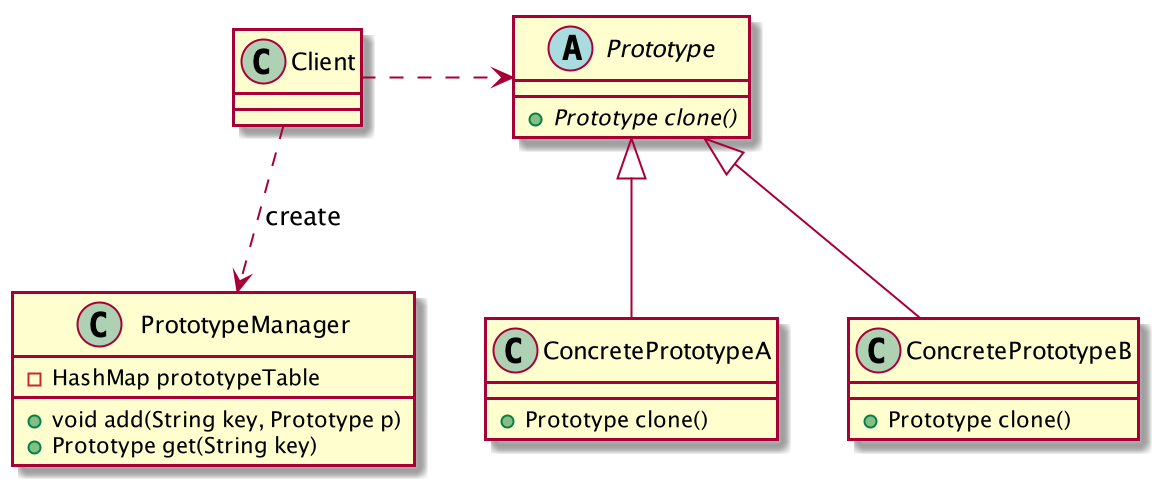 C Client
A Prototype
Prototype clone()
create
C PrototypeManager
HashMap prototypeTable
void add(String key, Prototype p)
Prototype get(String key)
C ConcretePrototypeA
Prototype clone()
C ConcretePrototypeB
Prototype clone()